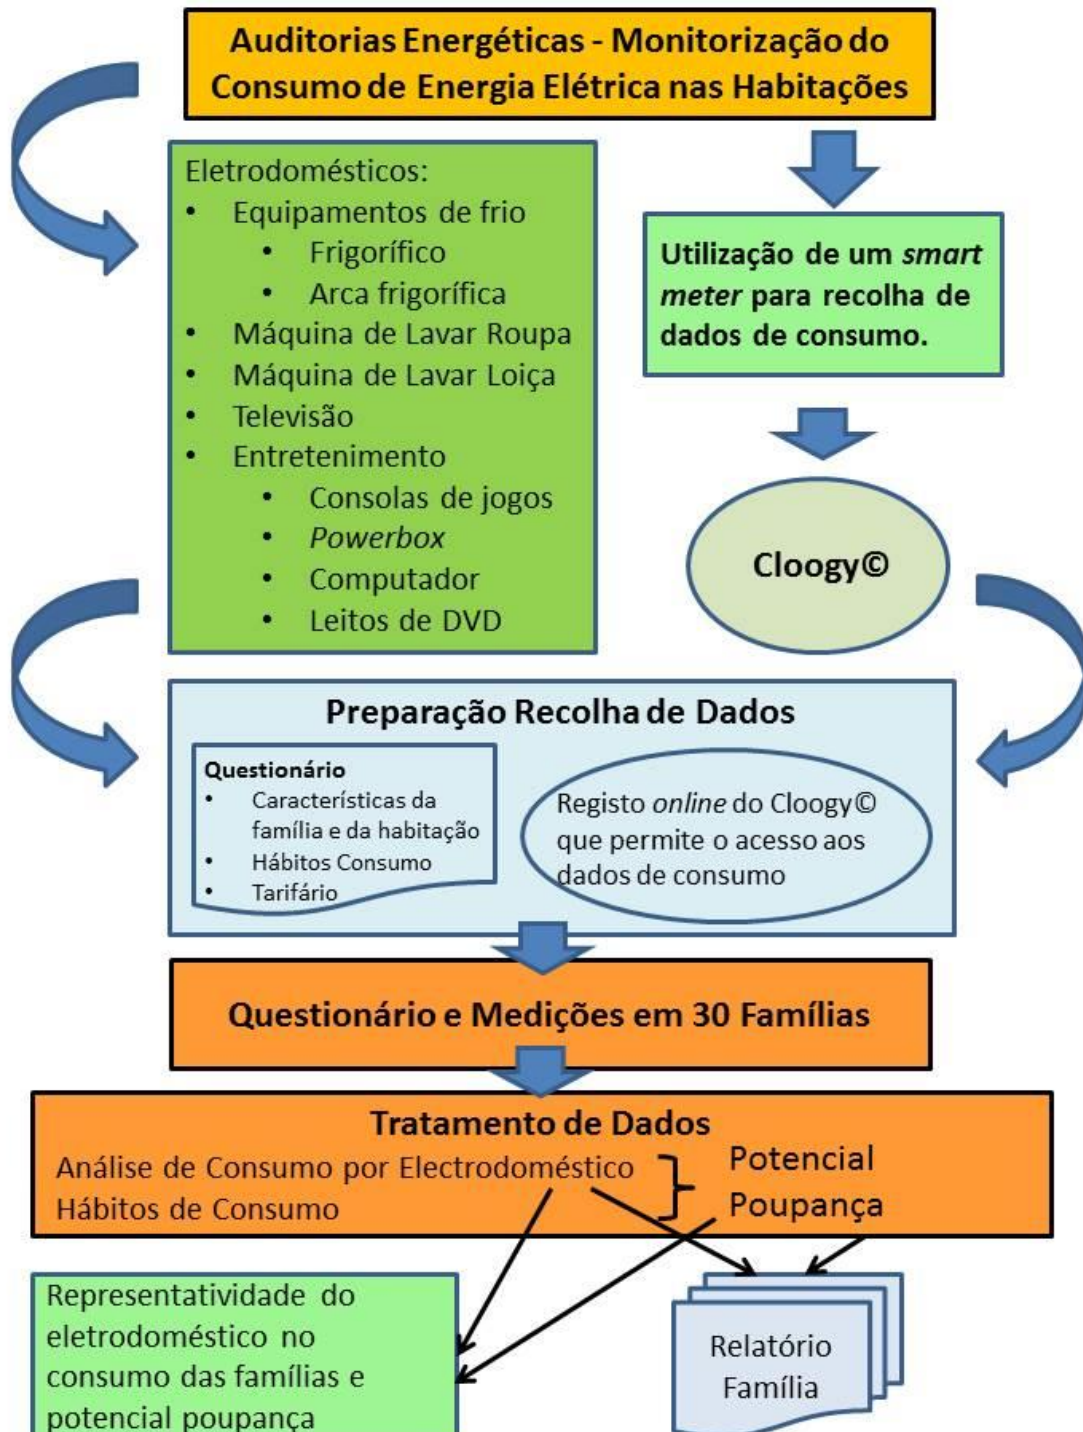 Auditorias Energéticas - Monitorização do
Consumo de Energia Elétrica nas Habitações
Eletrodomésticos:
• Equipamentos de frio
• Frigorífico
• Arca frigorífica
• Máquina de Lavar Roupa
• Máquina de Lavar Loiça
• Televisão
• Entretenimento
• Consolas de jogos
• Powerbox
• Computador
• Leitos de DVD
Utilização de um smart
meter para recolha de
dados de consumo.
Cloogy©
Preparação Recolha de Dados
Questionário
• Características da
família e da habitação
• Hábitos Consumo
• Tarifário
Registo online do Cloogy©
que permite o acesso aos
dados de consumo
Questionário e Medições em 30 Famílias
Tratamento de Dados
Análise de Consumo por Electrodoméstico
Hábitos de Consumo
Potencial
Poupança
Representatividade do
eletrodoméstico no
consumo das famílias e
potencial poupança
Relatório
Família